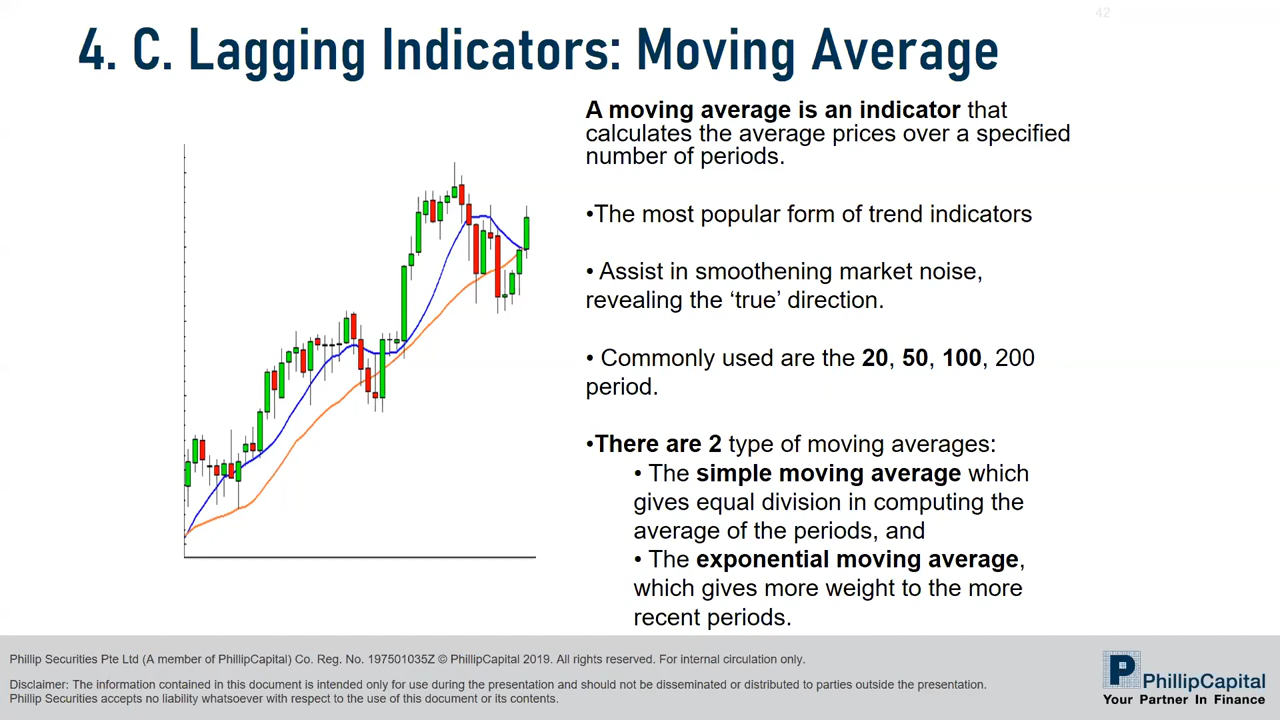 42
4. C. Lagging Indicators: Moving Average
A moving average is an indicator that
calculates the average prices over a specified
number of periods.
•The most popular form of trend indicators
• Assist in smoothening market noise,
revealing the ‘true’ direction.
• Commonly used are the 20, 50, 100, 200
period.
•There are 2 type of moving averages:
• The simple moving average which
gives equal division in computing the
average of the periods, and
• The exponential moving average,
which gives more weight to the more
recent periods.
Phillip Securities Pte Ltd (A member of PhillipCapital) Co. Reg. No. 197501035Z © PhillipCapital 2019. All rights reserved. For internal circulation only.
Disclaimer: The information contained in this document is intended only for use during the presentation and should not be disseminated or distributed to parties outside the presentation.
Phillip Securities accepts no liability whatsoever with respect to the use of this document or its contents.
P
PhillipCapital
Your Partner In Finance